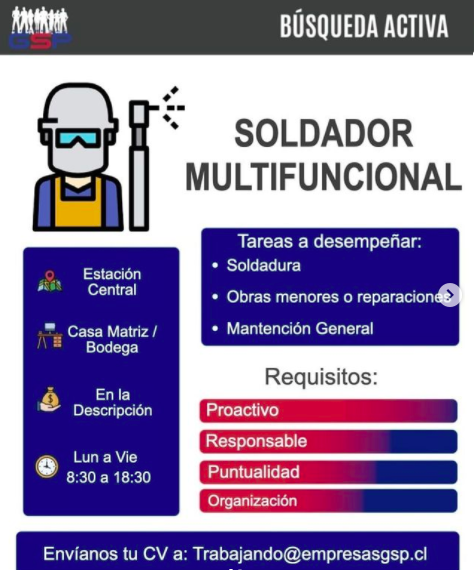 GSP
BÚSQUEDA ACTIVA
SOLDADOR
MULTIFUNCIONAL
Estación
Central
Casa Matriz /
Bodega
En la
Descripción
Lun a Vie
8:30 a 18:30
Tareas a desempeñar:
• Soldadura
• Obras menores o reparaciones
• Mantención General
Requisitos:
Proactivo
Responsable
Puntualidad
Organización
Envíanos tu CV a: Trabajando@empresasgsp.cl